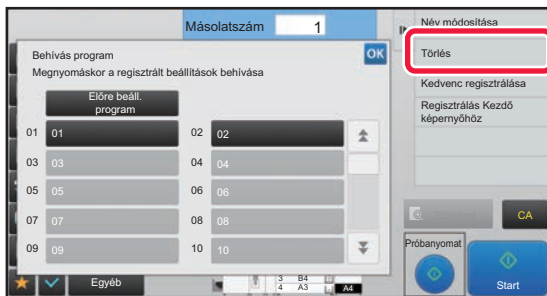 Másolatszám 1
Név módosítása
Törlés
Kedvenc regisztrálása
Regisztrálás Kezdő
képernyőhöz
Behívás program
OK
Megnyomáskor a regisztrált beállítások behívása
Előre beáll.
program
01 01
02 02
03 03
04 04
05 05
06 06
07 07
08 08
09 09
10 10
CA
Próbanyomat
Start
Egyéb
3 B4
4 A3
A4